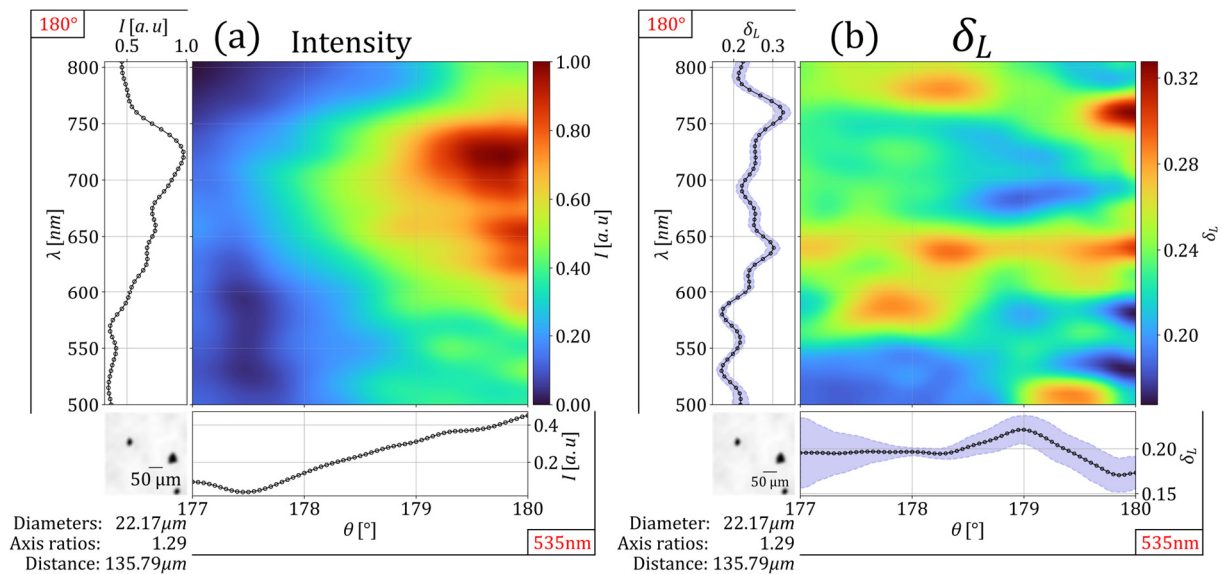 180°
I [a. u]
0.5 1.0
(a) Intensity
800
750
700
650
600
550
500
λ [nm]
1.00
0.80
0.60
0.40
0.20
0.00
I [a. u]
50 μm
0.4
0.2
I [a. u]
177 178 179 180
θ [°]
Diameters: 22.17μm
Axis ratios: 1.29
Distance: 135.79μm
535nm
180°
δL
0.2 0.3
(b) δL
800
750
700
650
600
550
500
λ [nm]
0.32
0.28
0.24
0.20
δL
50 μm
0.20
0.15
δL
177 178 179 180
θ [°]
Diameter: 22.17μm
Axis ratios: 1.29
Distance: 135.79μm
535nm